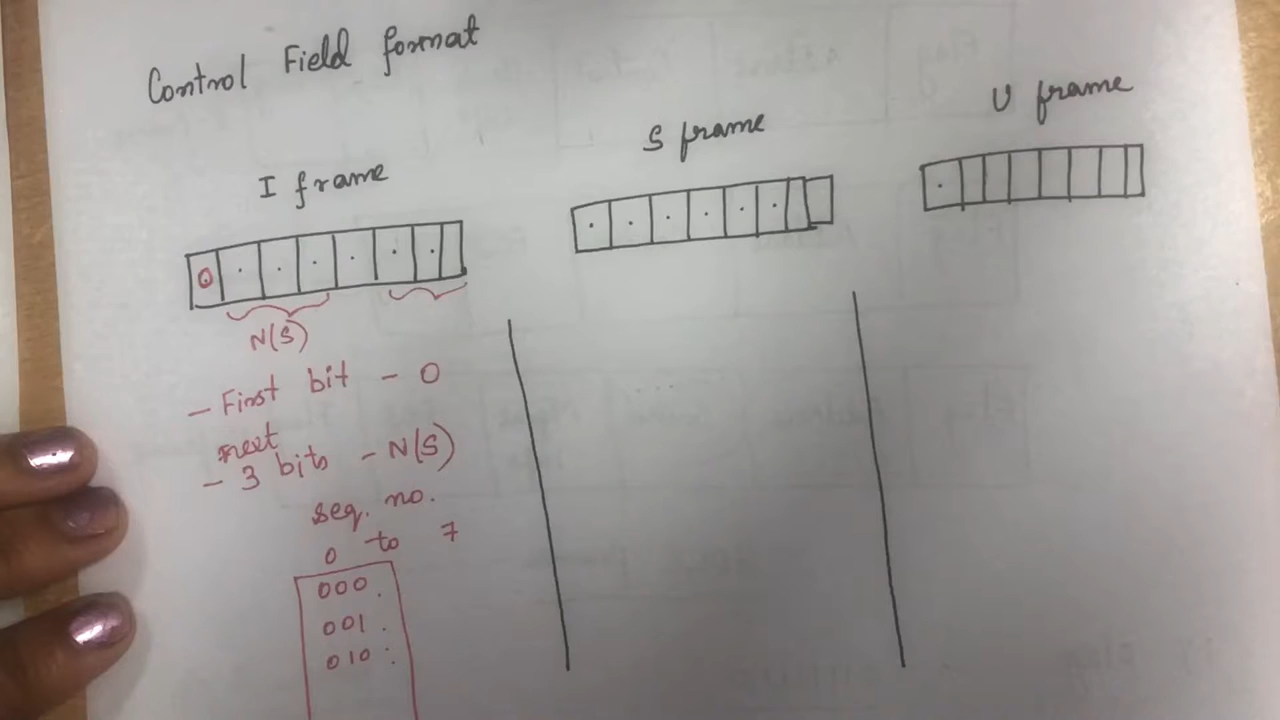 Control Field format
I frame
S frame
U frame
0
N(S)
- First bit - 0
next
- 3 bits - N(S)
seq. no.
0 to 7
000.
001.
010.